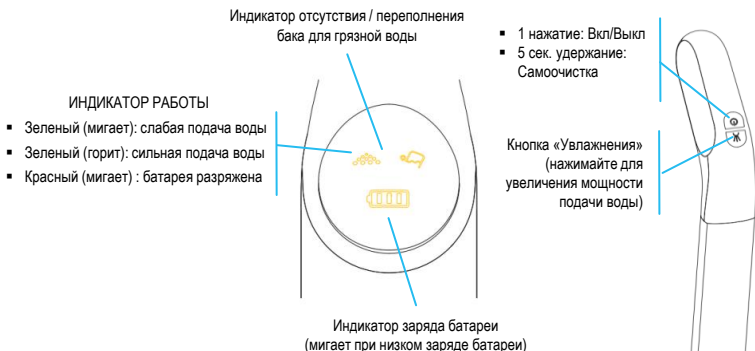 Индикатор отсутствия / переполнения
бака для грязной воды
▪ 1 нажатие: Вкл/Выкл
▪ 5 сек. удержание:
Самоочистка
ИНДИКАТОР РАБОТЫ
▪ Зеленый (мигает): слабая подача воды
▪ Зеленый (горит): сильная подача воды
▪ Красный (мигает) : батарея разряжена
Кнопка «Увлажнения»
(нажимайте для
увеличения мощности
подачи воды)
Индикатор заряда батареи
(мигает при низком заряде батареи)